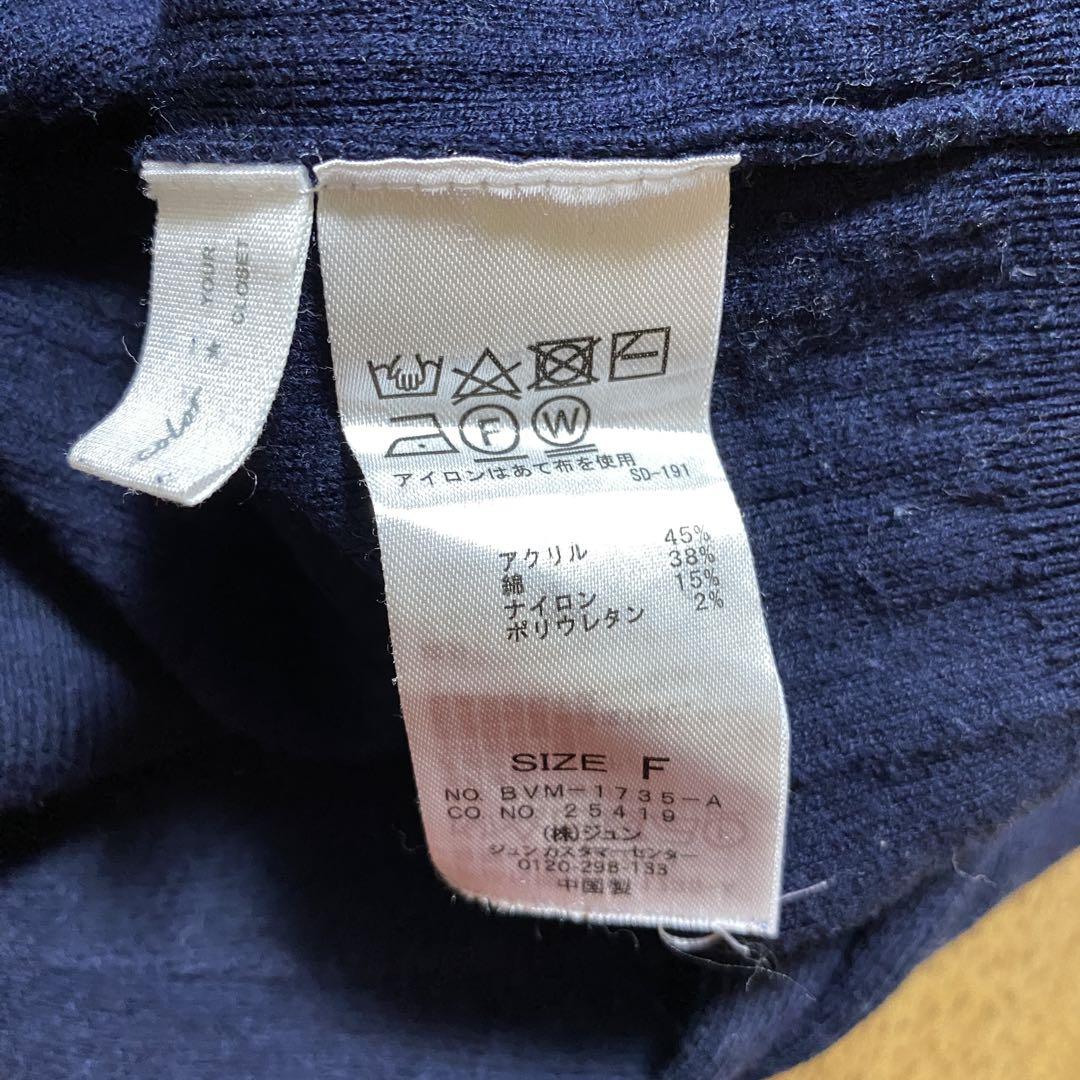 color
YOUR
CLOSET
F W
アイロンはあて布を使用
SD-191
アクリル 45%
綿 38%
ナイロン 15%
ポリウレタン 2%
SIZE F
NO. BVM-1735-A
CO. NO 25419
(株)ジュン
ジュンカスタマーセンター
0120-298-133
中国製